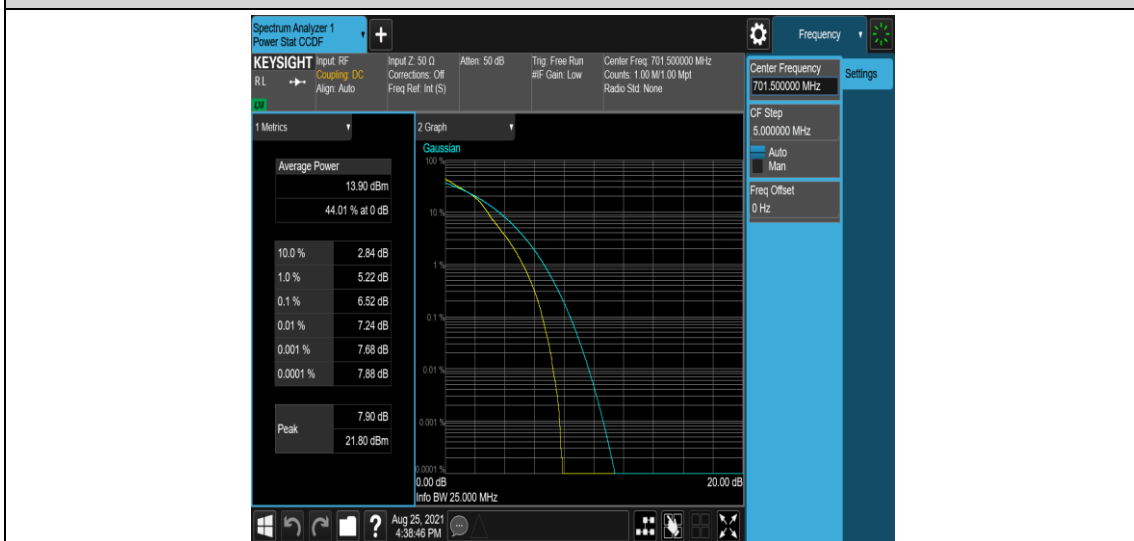 Spectrum Analyzer 1
Power Stat CCDF
+
Frequency
KEYSIGHT
RL
LXI
Input: RF
Coupling: DC
Align: Auto
Input Z: 50 Ω
Corrections: Off
Freq Ref: Int (S)
Atten: 50 dB
Trig: Free Run
#IF Gain: Low
Center Freq: 701.500000 MHz
Counts: 1.00 M/1.00 Mpt
Radio Std: None
Center Frequency
701.500000 MHz
Settings
CF Step
5.000000 MHz
Auto
Man
Freq Offset
0 Hz
1 Metrics
Average Power
13.90 dBm
44.01 % at 0 dB
10.0 % 2.84 dB
1.0 % 5.22 dB
0.1 % 6.52 dB
0.01 % 7.24 dB
0.001 % 7.68 dB
0.0001 % 7.88 dB
Peak
7.90 dB
21.80 dBm
2 Graph
Gaussian
100 %
10 %
1 %
0.1 %
0.01 %
0.001 %
0.0001 %
0.00 dB 20.00 dB
Info BW 25.000 MHz
?
Aug 25, 2021
4:38:46 PM